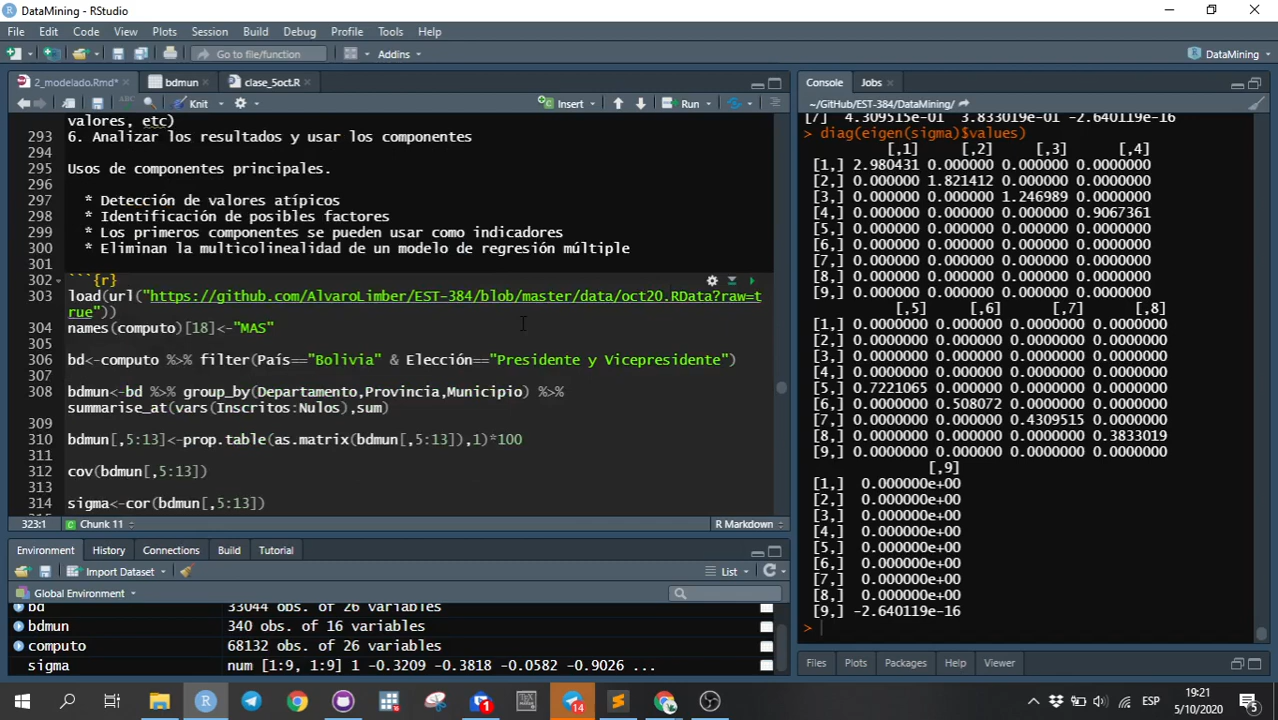 DataMining - RStudio
File Edit Code View Plots Session Build Debug Profile Tools Help
Go to file/function Addins DataMining
2_modelado.Rmd* bdmun clase_5oct.R
Knit Insert Run
valores, etc)
293 6. Analizar los resultados y usar los componentes
294
295 Usos de componentes principales.
296
297 * Detección de valores atípicos
298 * Identificación de posibles factores
299 * Los primeros componentes se pueden usar como indicadores
300 * Eliminan la multicolinealidad de un modelo de regresión múltiple
301
302 ```{r}
303 load(url("https://github.com/AlvaroLimber/EST-384/blob/master/data/oct20.RData?raw=t
rue"))
304 names(computo)[18]<-"MAS"
305
306 bd<-computo %>% filter(País=="Bolivia" & Elección=="Presidente y Vicepresidente")
307
308 bdmun<-bd %>% group_by(Departamento,Provincia,Municipio) %>%
summarise_at(vars(Inscritos:Nulos),sum)
309
310 bdmun[,5:13]<-prop.table(as.matrix(bdmun[,5:13]),1)*100
311
312 cov(bdmun[,5:13])
313
314 sigma<-cor(bdmun[,5:13])
323:1 Chunk 11 R Markdown
Environment History Connections Build Tutorial
Import Dataset List
Global Environment
bd 33044 obs. of 26 variables
bdmun 340 obs. of 16 variables
computo 68132 obs. of 26 variables
sigma num [1:9, 1:9] 1 -0.3209 -0.3818 -0.0582 -0.9026 ...
Console Jobs
~/GitHub/EST-384/DataMining/
[7] 4.309515e-01 3.833019e-01 -2.640119e-16
> diag(eigen(sigma)$values)
[,1] [,2] [,3] [,4]
[1,] 2.980431 0.000000 0.000000 0.0000000
[2,] 0.000000 1.821412 0.000000 0.0000000
[3,] 0.000000 0.000000 1.246989 0.0000000
[4,] 0.000000 0.000000 0.000000 0.9067361
[5,] 0.000000 0.000000 0.000000 0.0000000
[6,] 0.000000 0.000000 0.000000 0.0000000
[7,] 0.000000 0.000000 0.000000 0.0000000
[8,] 0.000000 0.000000 0.000000 0.0000000
[9,] 0.000000 0.000000 0.000000 0.0000000
[,5] [,6] [,7] [,8]
[1,] 0.0000000 0.000000 0.0000000 0.0000000
[2,] 0.0000000 0.000000 0.0000000 0.0000000
[3,] 0.0000000 0.000000 0.0000000 0.0000000
[4,] 0.0000000 0.000000 0.0000000 0.0000000
[5,] 0.7221065 0.000000 0.0000000 0.0000000
[6,] 0.0000000 0.508072 0.0000000 0.0000000
[7,] 0.0000000 0.000000 0.4309515 0.0000000
[8,] 0.0000000 0.000000 0.0000000 0.3833019
[9,] 0.0000000 0.000000 0.0000000 0.0000000
[,9]
[1,] 0.000000e+00
[2,] 0.000000e+00
[3,] 0.000000e+00
[4,] 0.000000e+00
[5,] 0.000000e+00
[6,] 0.000000e+00
[7,] 0.000000e+00
[8,] 0.000000e+00
[9,] -2.640119e-16
>
Files Plots Packages Help Viewer
14 ESP 19:21
5/10/2020 5